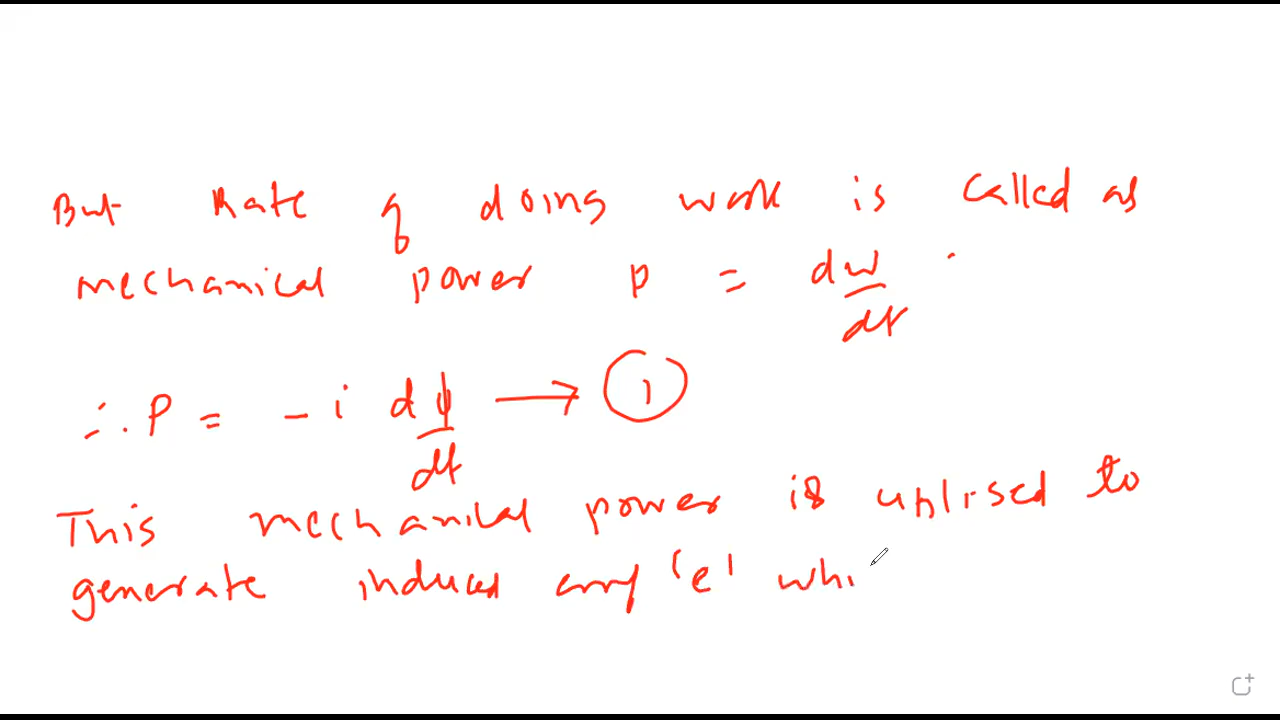 But Rate of doing work is called as
mechanical power P = dw/dt .
∴ P = - i dϕ/dt → ①
This mechanical power is utilised to
generate induced emf 'e' whi